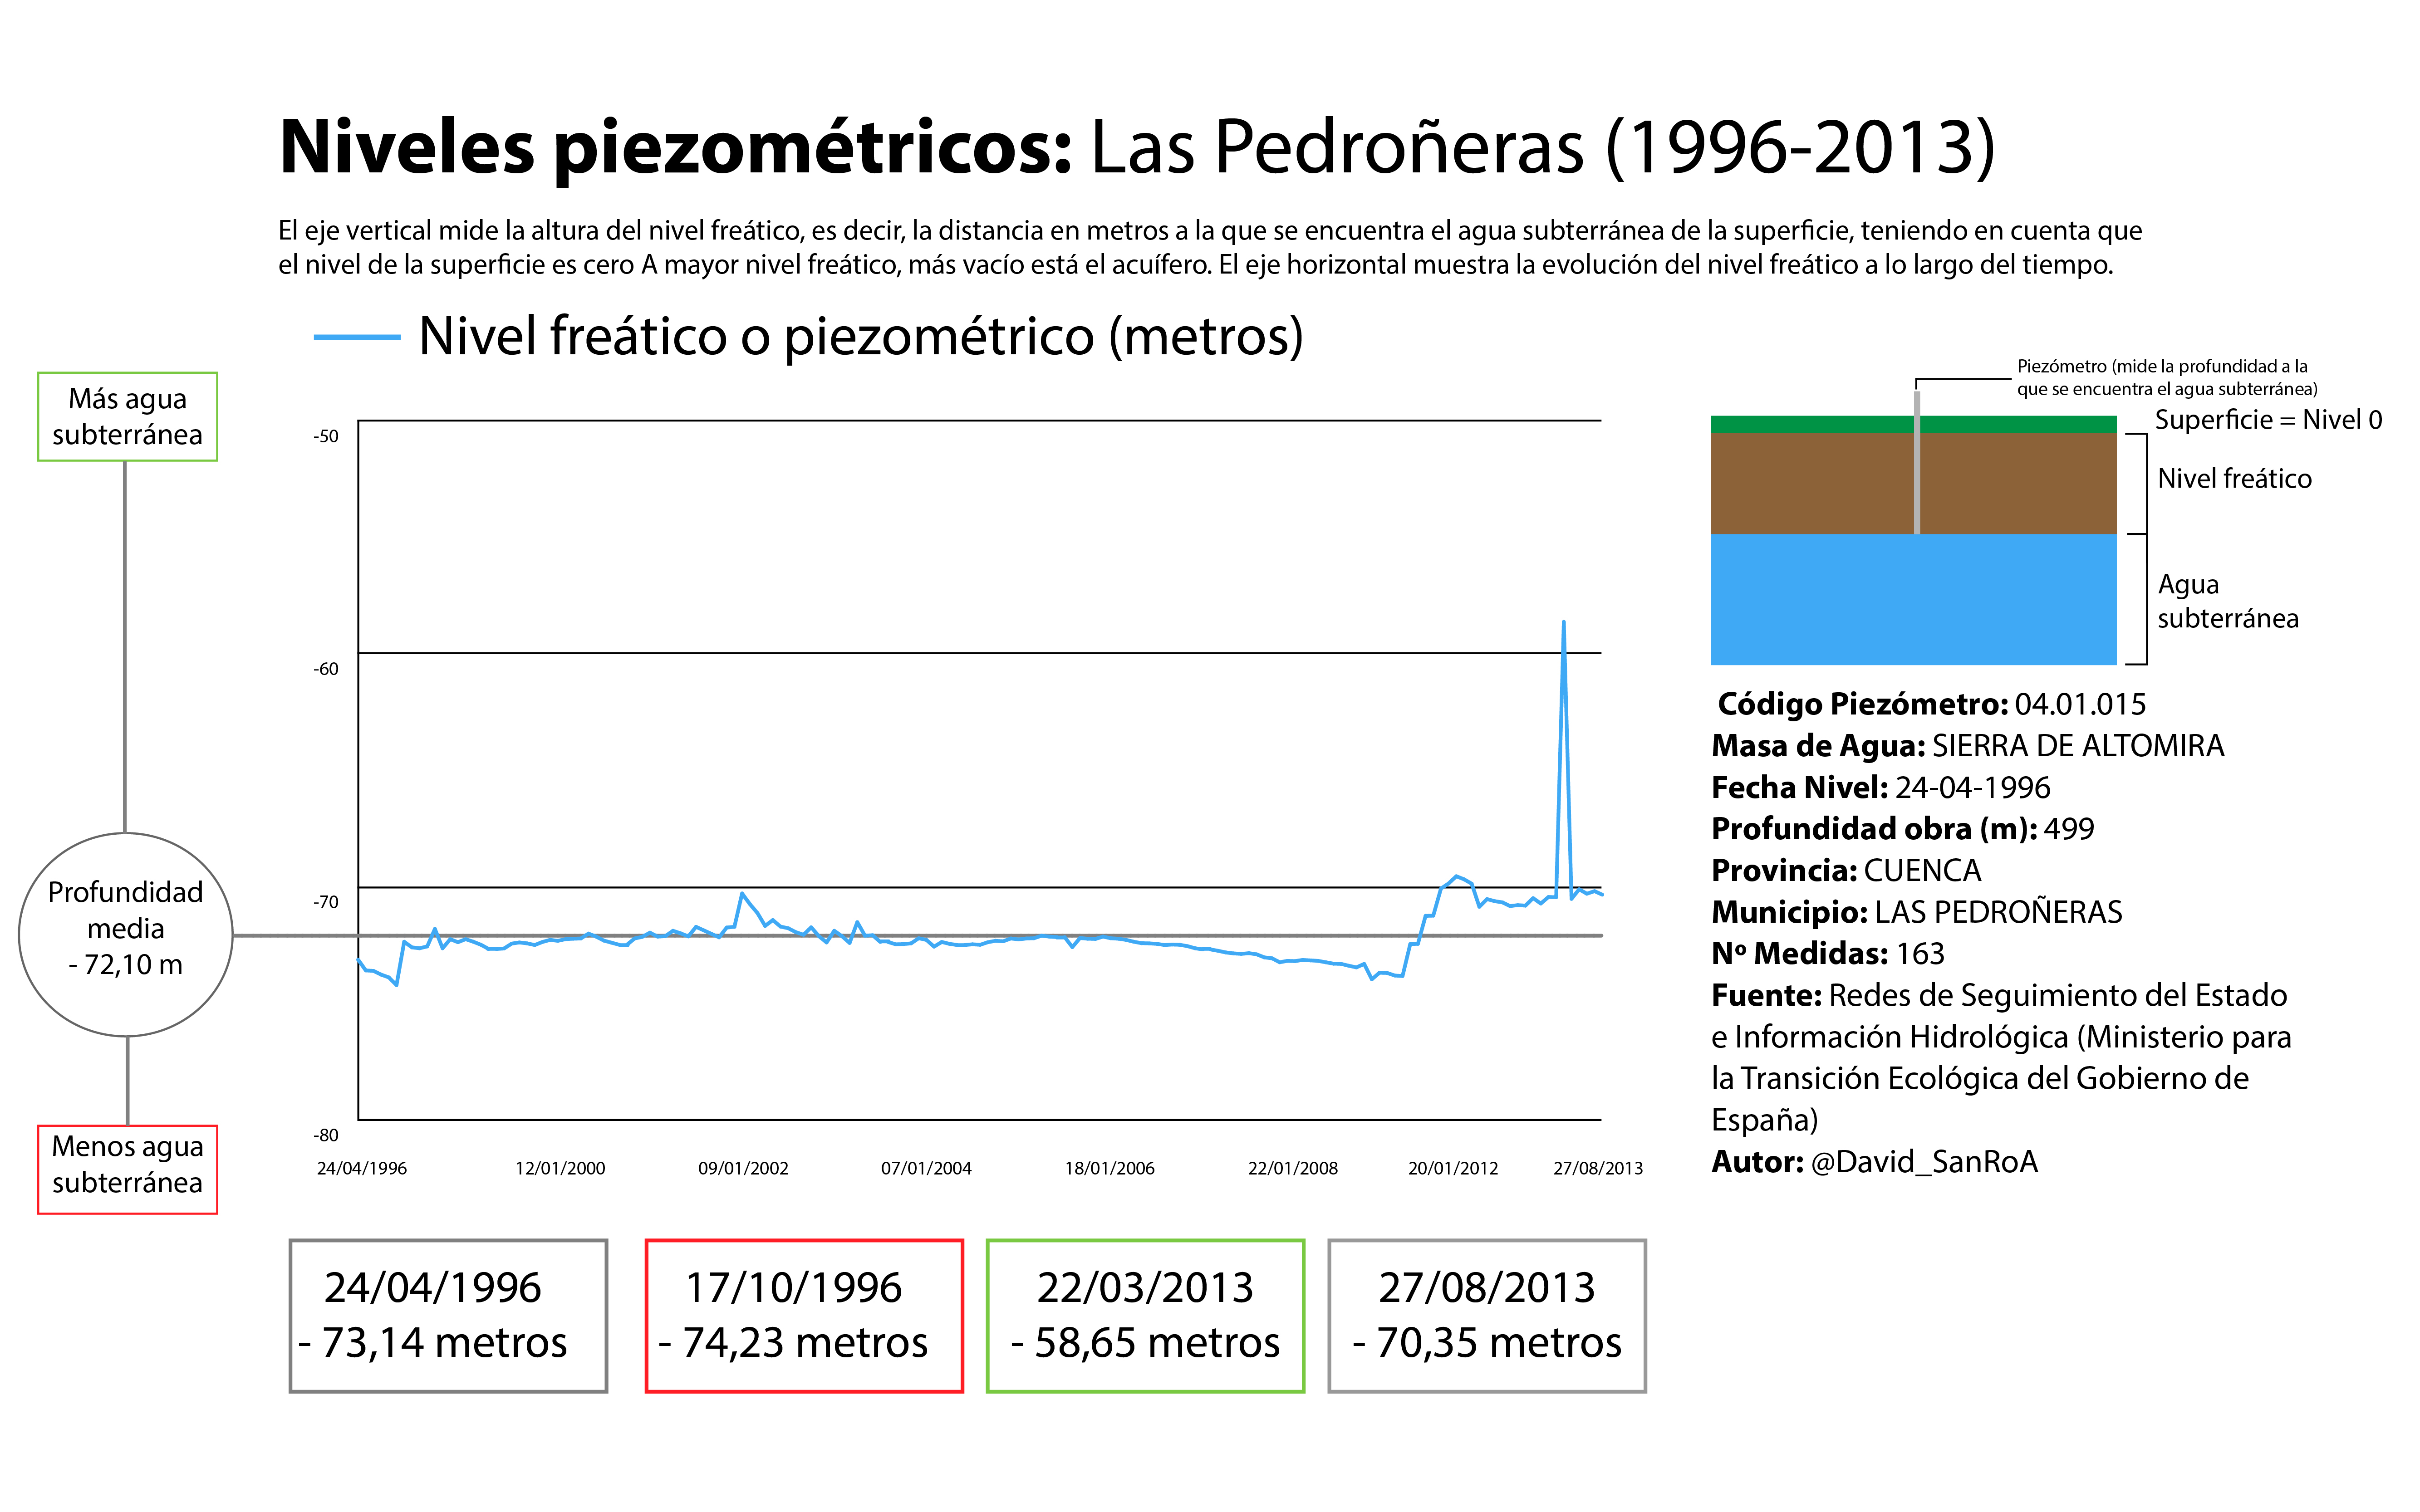 Niveles piezométricos: Las Pedroñeras (1996-2013)
El eje vertical mide la altura del nivel freático, es decir, la distancia en metros a la que se encuentra el agua subterránea de la superficie, teniendo en cuenta que
el nivel de la superficie es cero A mayor nivel freático, más vacío está el acuífero. El eje horizontal muestra la evolución del nivel freático a lo largo del tiempo.
Nivel freático o piezométrico (metros)
Más agua
subterránea
Profundidad
media
- 72,10 m
Menos agua
subterránea
-50
-60
-70
-80
24/04/1996
12/01/2000
09/01/2002
07/01/2004
18/01/2006
22/01/2008
20/01/2012
27/08/2013
Piezómetro (mide la profundidad a la
que se encuentra el agua subterránea)
Superficie = Nivel 0
Nivel freático
Agua
subterránea
Código Piezómetro: 04.01.015
Masa de Agua: SIERRA DE ALTOMIRA
Fecha Nivel: 24-04-1996
Profundidad obra (m): 499
Provincia: CUENCA
Municipio: LAS PEDROÑERAS
Nº Medidas: 163
Fuente: Redes de Seguimiento del Estado
e Información Hidrológica (Ministerio para
la Transición Ecológica del Gobierno de
España)
Autor: @David_SanRoA
24/04/1996
- 73,14 metros
17/10/1996
- 74,23 metros
22/03/2013
- 58,65 metros
27/08/2013
- 70,35 metros